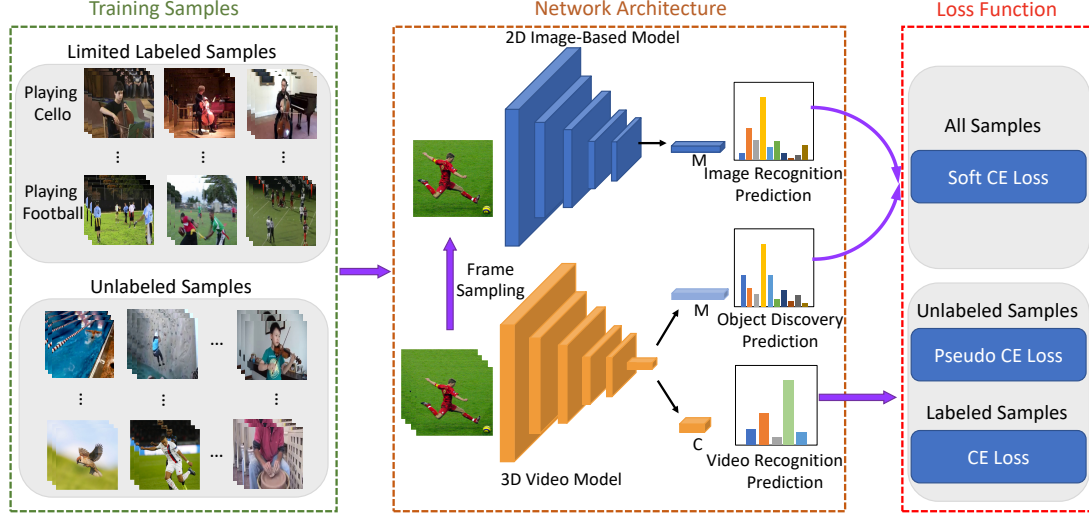 Training Samples
Limited Labeled Samples
Playing
Cello
...
...
...
Playing
Football
Unlabeled Samples
...
...
...
...
Network Architecture
2D Image-Based Model
M
Image Recognition
Prediction
Frame
Sampling
M
Object Discovery
Prediction
C
Video Recognition
Prediction
3D Video Model
Loss Function
All Samples
Soft CE Loss
Unlabeled Samples
Pseudo CE Loss
Labeled Samples
CE Loss